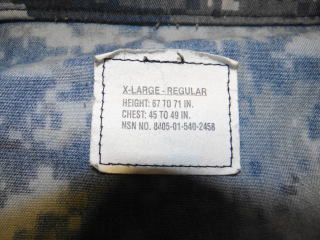 X-LARGE - REGULAR
HEIGHT: 67 TO 71 IN.
CHEST: 45 TO 49 IN.
NSN NO. 8405-01-540-2458